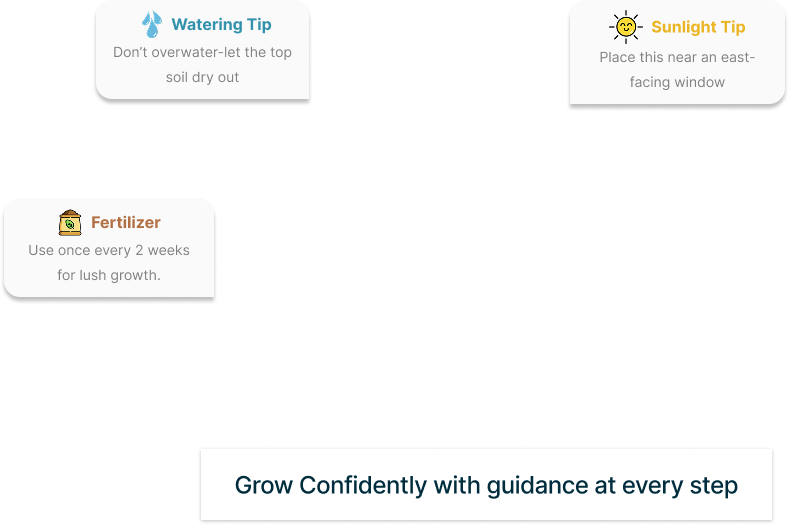 Watering Tip
Don't overwater-let the top
soil dry out
Sunlight Tip
Place this near an east-
facing window
Fertilizer
Use once every 2 weeks
for lush growth.
Grow Confidently with guidance at every step